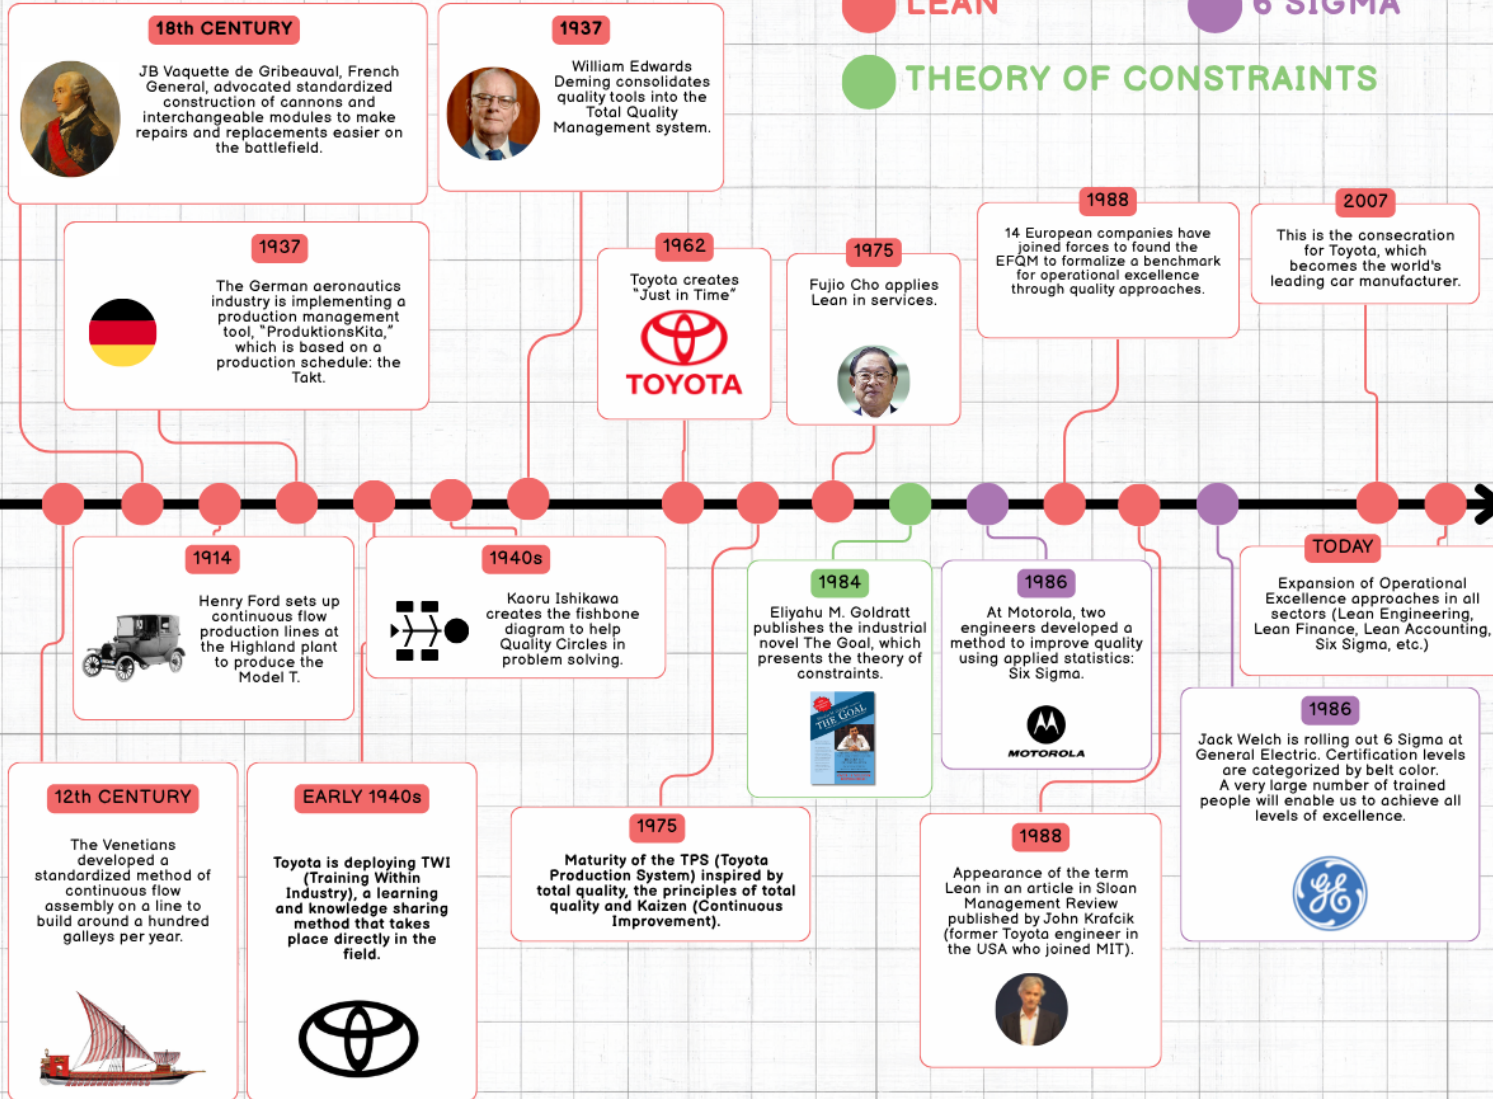 LEAN
6 SIGMA
THEORY OF CONSTRAINTS
18th CENTURY
JB Vaquette de Gribeauval, French
General, advocated standardized
construction of cannons and
interchangeable modules to make
repairs and replacements easier on
the battlefield.
1937
William Edwards
Deming consolidates
quality tools into the
Total Quality
Management system.
1937
The German aeronautics
industry is implementing a
production management
tool, "ProduktionsKita,"
which is based on a
production schedule: the
Takt.
1962
Toyota creates
"Just in Time"
TOYOTA
1975
Fujio Cho applies
Lean in services.
1988
14 European companies have
joined forces to found the
EFQM to formalize a benchmark
for operational excellence
through quality approaches.
2007
This is the consecration
for Toyota, which
becomes the world's
leading car manufacturer.
1914
Henry Ford sets up
continuous flow
production lines at
the Highland plant
to produce the
Model T.
1940s
Kaoru Ishikawa
creates the fishbone
diagram to help
Quality Circles in
problem solving.
1984
Eliyahu M. Goldratt
publishes the industrial
novel The Goal, which
presents the theory of
constraints.
THE GOAL
1986
At Motorola, two
engineers developed a
method to improve quality
using applied statistics:
Six Sigma.
MOTOROLA
TODAY
Expansion of Operational
Excellence approaches in all
sectors (Lean Engineering,
Lean Finance, Lean Accounting,
Six Sigma, etc.)
1986
Jack Welch is rolling out 6 Sigma at
General Electric. Certification levels
are categorized by belt color.
A very large number of trained
people will enable us to achieve all
levels of excellence.
GE
12th CENTURY
The Venetians
developed a
standardized method of
continuous flow
assembly on a line to
build around a hundred
galleys per year.
EARLY 1940s
Toyota is deploying TWI
(Training Within
Industry), a learning
and knowledge sharing
method that takes
place directly in the
field.
1975
Maturity of the TPS (Toyota
Production System) inspired by
total quality, the principles of total
quality and Kaizen (Continuous
Improvement).
1988
Appearance of the term
Lean in an article in Sloan
Management Review
published by John Krafcik
(former Toyota engineer in
the USA who joined MIT).